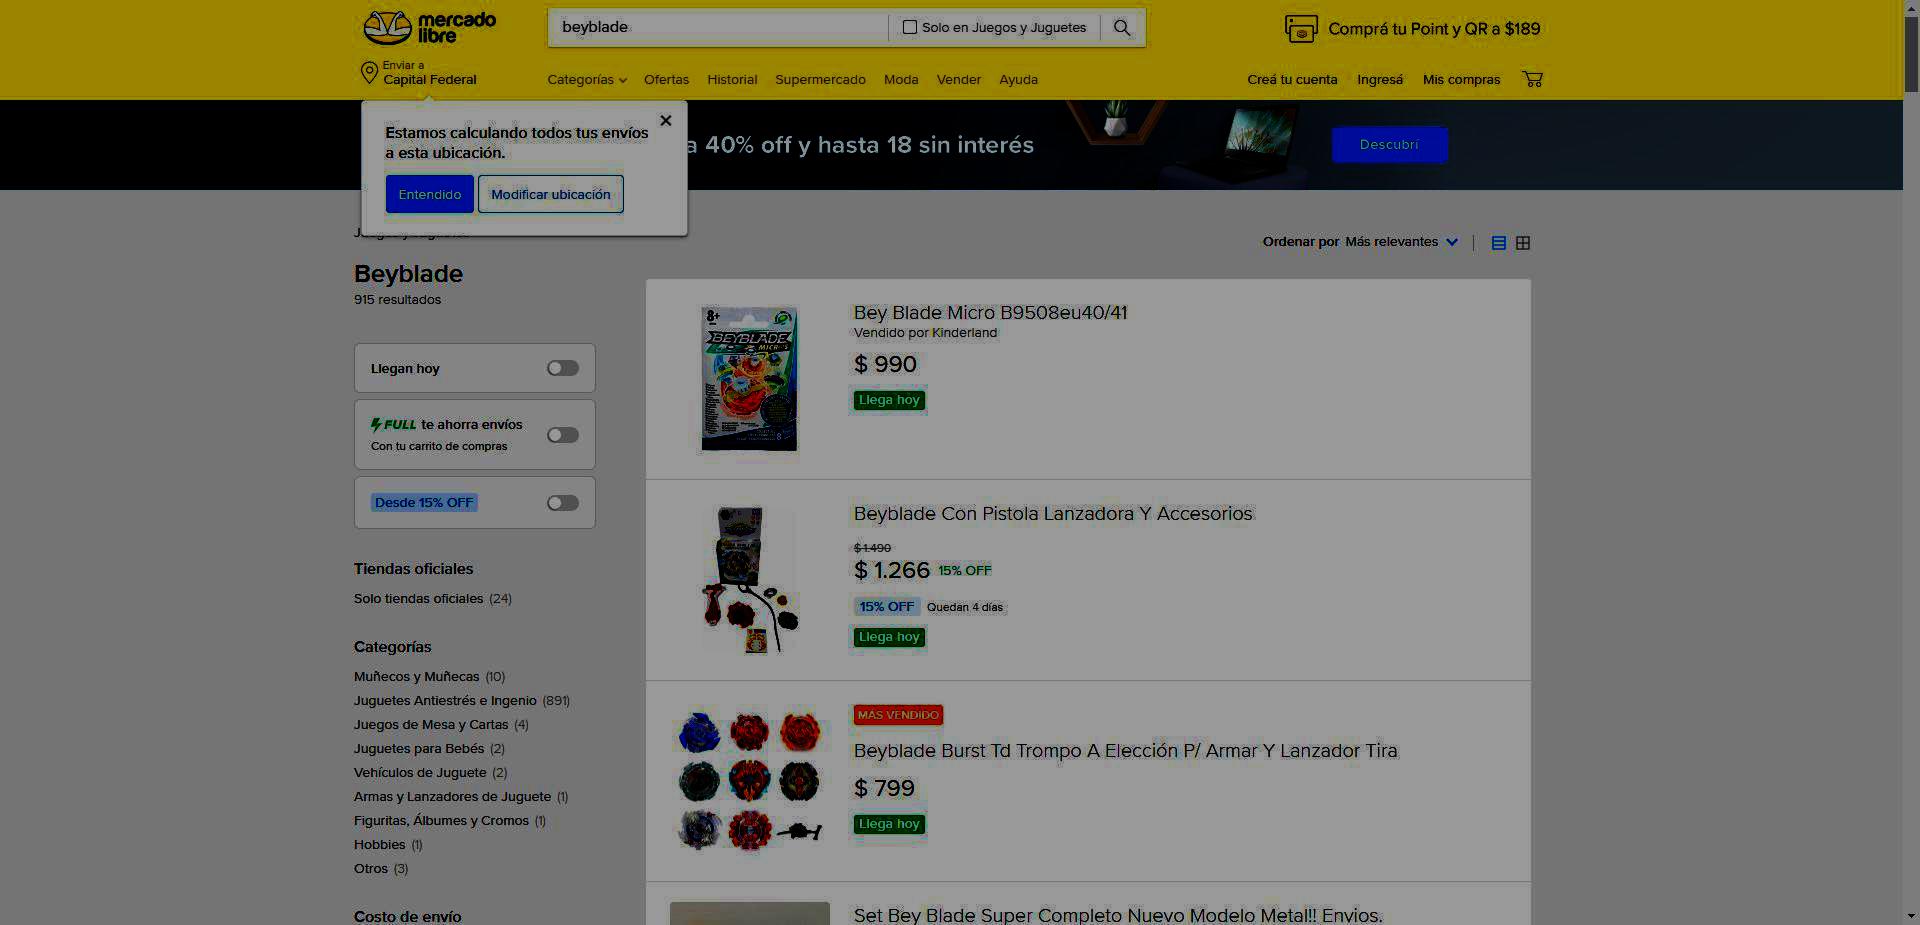 mercado
libre
beyblade
Solo en Juegos y Juguetes
Comprá tu Point y QR a $189
Enviar a
Capital Federal
Categorías
Ofertas
Historial
Supermercado
Moda
Vender
Ayuda
Creá tu cuenta
Ingresá
Mis compras
Estamos calculando todos tus envíos
a esta ubicación.
Entendido
Modificar ubicación
a 40% off y hasta 18 sin interés
Descubrí
Ordenar por Más relevantes
Beyblade
915 resultados
Llegan hoy
FULL te ahorra envíos
Con tu carrito de compras
Desde 15% OFF
Tiendas oficiales
Solo tiendas oficiales (24)
Categorías
Muñecos y Muñecas (10)
Juguetes Antiestrés e Ingenio (891)
Juegos de Mesa y Cartas (4)
Juguetes para Bebés (2)
Vehículos de Juguete (2)
Armas y Lanzadores de Juguete (1)
Figuritas, Álbumes y Cromos (1)
Hobbies (1)
Otros (3)
Costo de envío
8+
BEYBLADE
MICROS
Bey Blade Micro B9508eu40/41
Vendido por Kinderland
$ 990
Llega hoy
Beyblade Con Pistola Lanzadora Y Accesorios
$ 1.490
$ 1.266 15% OFF
15% OFF Quedan 4 días
Llega hoy
MÁS VENDIDO
Beyblade Burst Td Trompo A Elección P/ Armar Y Lanzador Tira
$ 799
Llega hoy
Set Bey Blade Super Completo Nuevo Modelo Metal!! Envios.